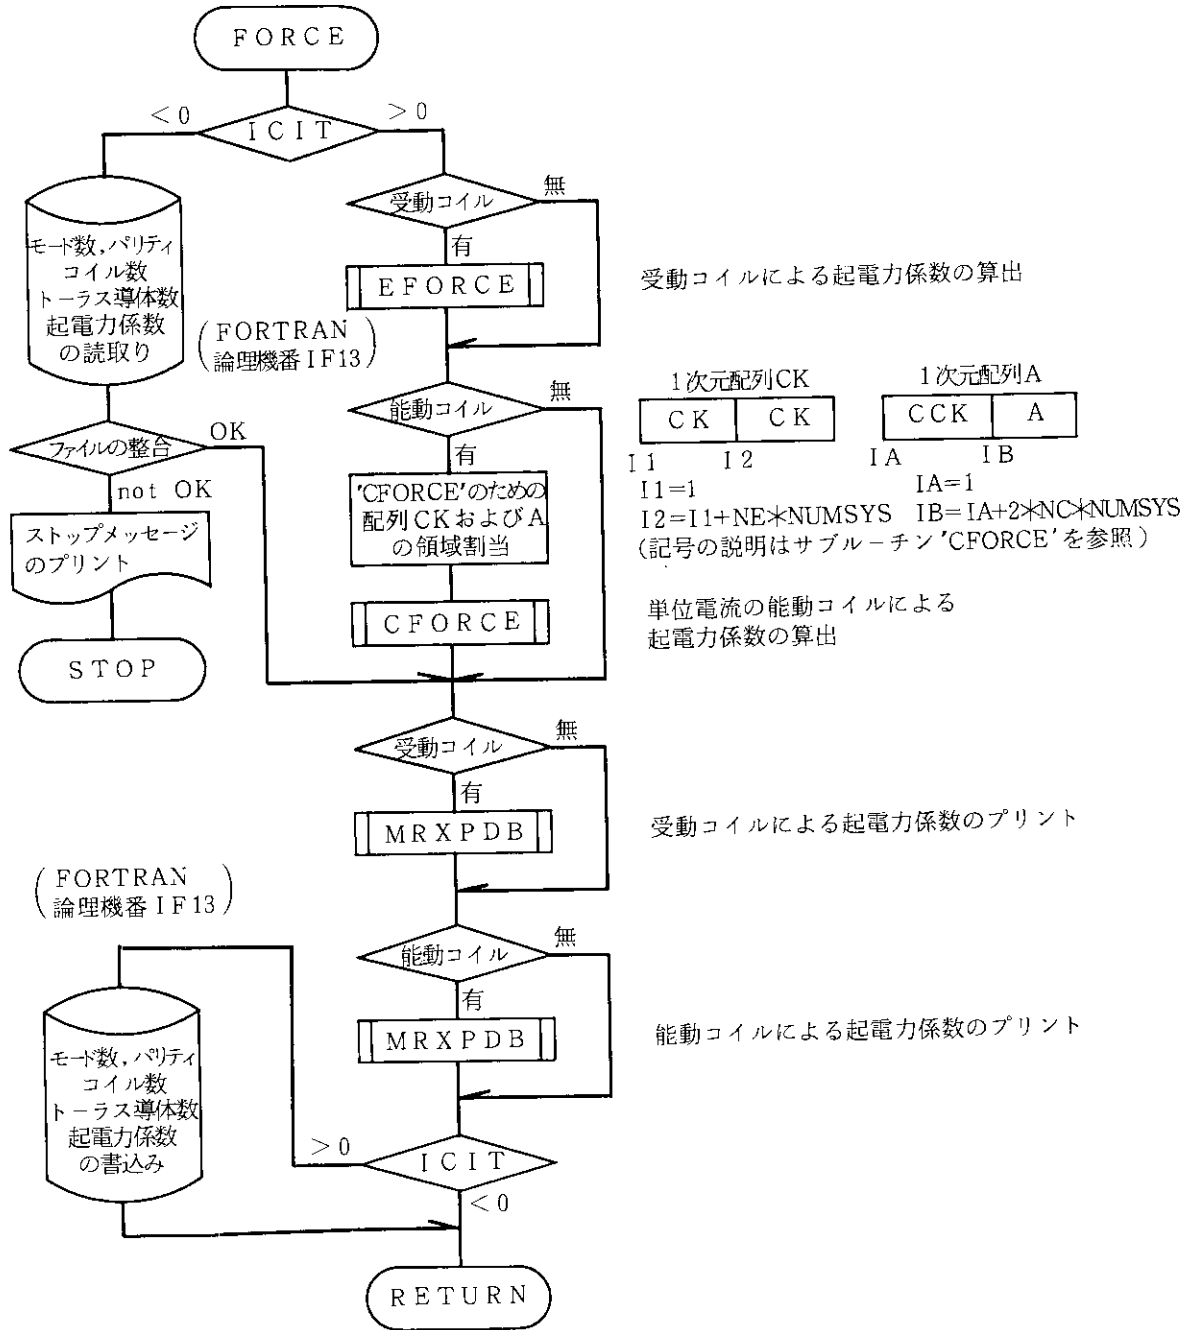 FORCE
<0
ICIT
>0
モード数,パリティ
コイル数
トーラス導体数
起電力係数
の読取り
(FORTRAN
論理機番IF13)
受動コイル
無
有
EFORCE
受動コイルによる起電力係数の算出
ファイルの整合
OK
not OK
ストップメッセージ
のプリント
STOP
能動コイル
無
有
'CFORCE'のための
配列CKおよびA
の領域割当
CFORCE
1次元配列CK
CK
CK
I1
I2
I1=1
I2=I1+NE*NUMSYS
1次元配列A
CCK
A
IA
IB
IA=1
IB=IA+2*NC*NUMSYS
(記号の説明はサブルーチン'CFORCE'を参照)
単位電流の能動コイルによる
起電力係数の算出
受動コイル
無
有
MRXPDB
受動コイルによる起電力係数のプリント
能動コイル
無
有
MRXPDB
能動コイルによる起電力係数のプリント
(FORTRAN
論理機番IF13)
モード数,パリティ
コイル数
トーラス導体数
起電力係数
の書込み
>0
ICIT
<0
RETURN